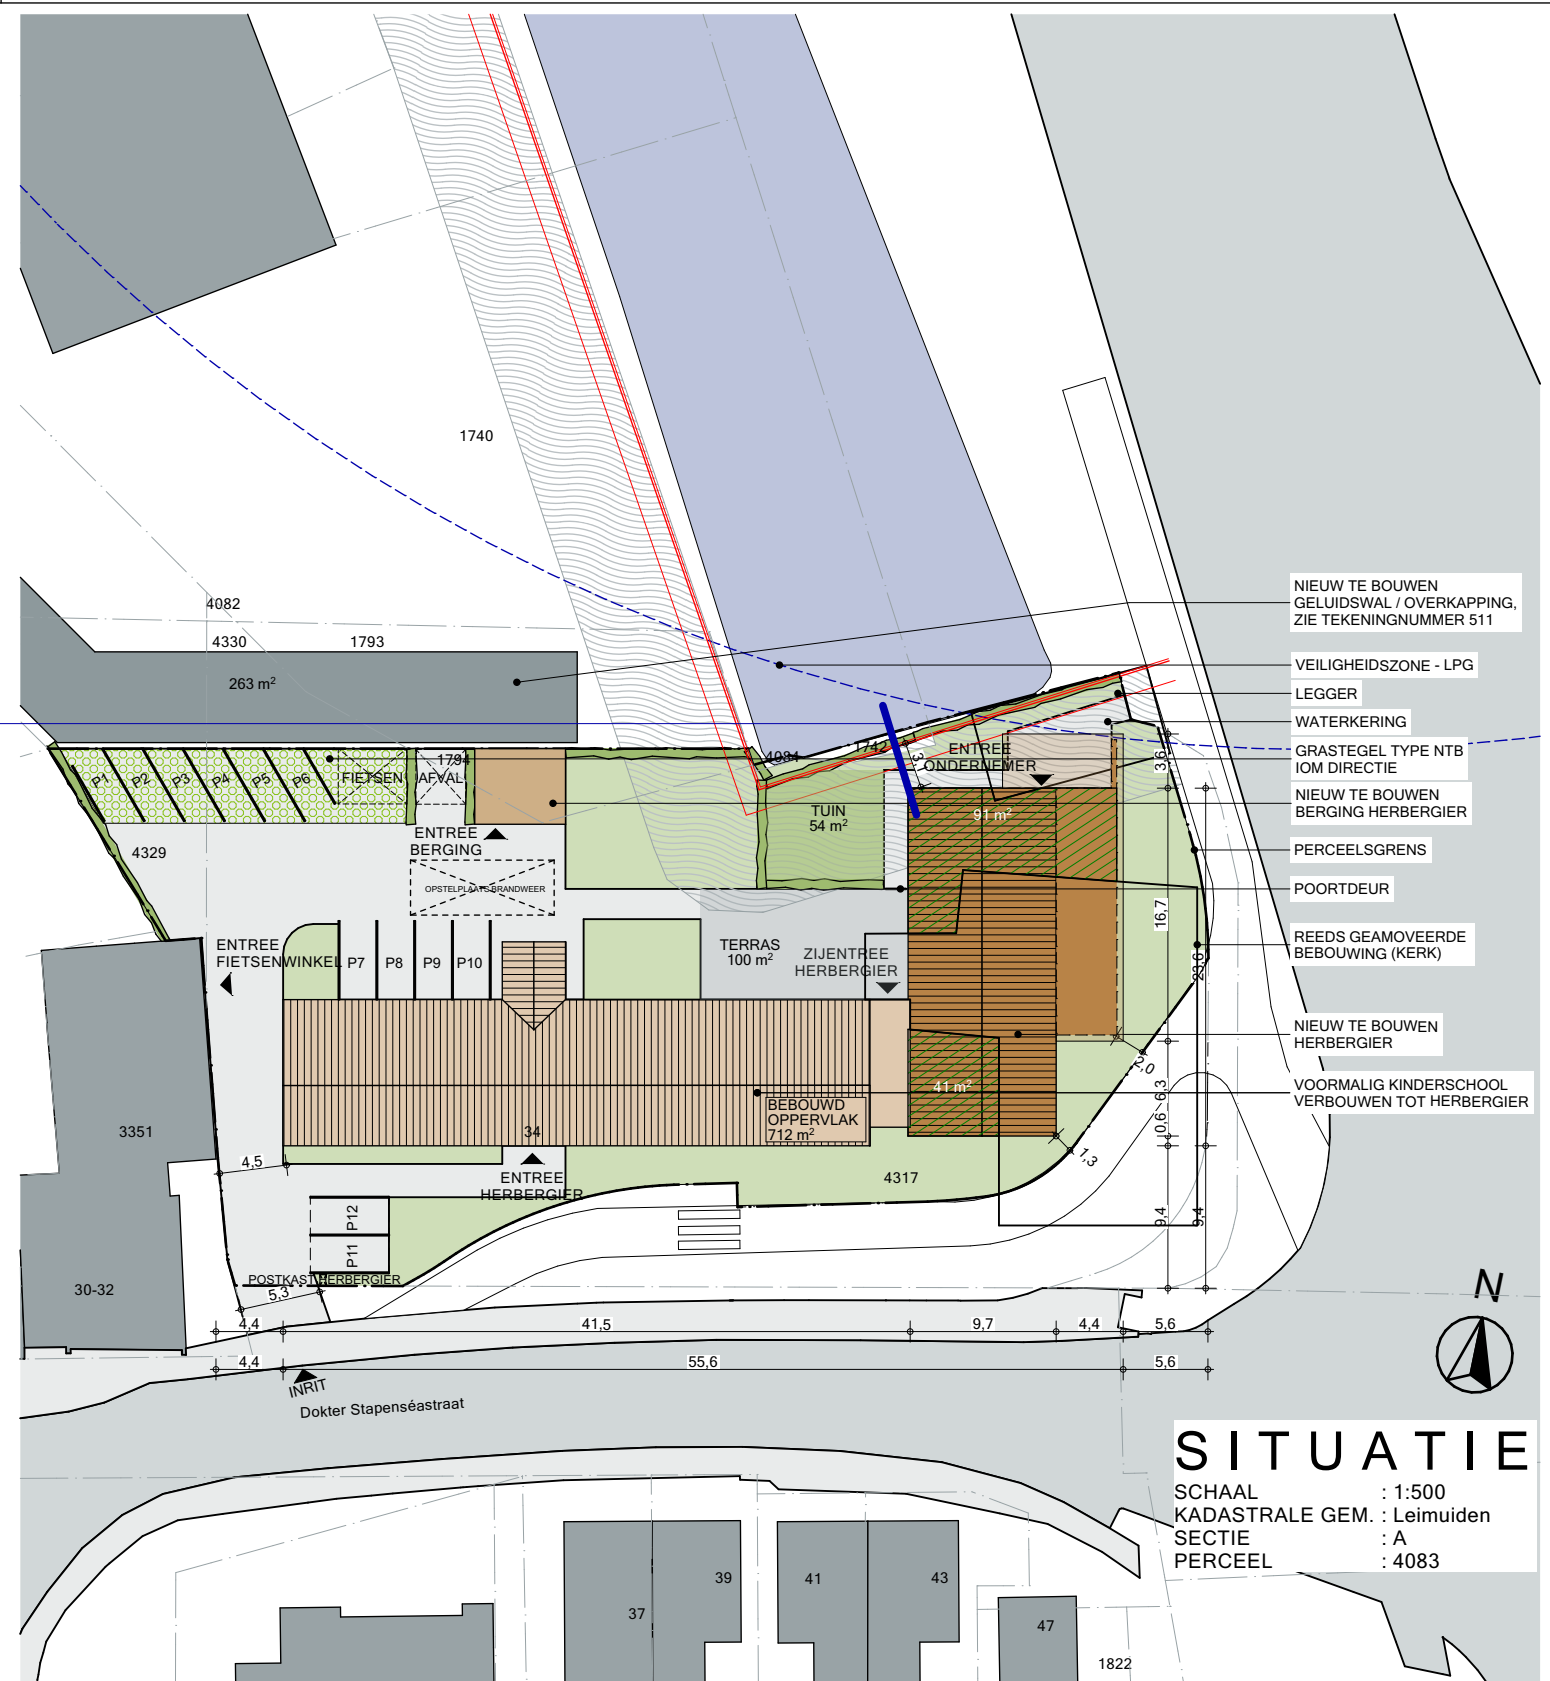 1740
4082
4330
1793
263 m²
NIEUW TE BOUWEN
GELUIDSWAL / OVERKAPPING,
ZIE TEKENINGNUMMER 511
VEILIGHEIDSZONE - LPG
LEGGER
WATERKERING
GRASTEGEL TYPE NTB
IOM DIRECTIE
NIEUW TE BOUWEN
BERGING HERBERGIER
PERCEELSGRENS
POORTDEUR
REEDS GEAMOVEERDE
BEBOUWING (KERK)
NIEUW TE BOUWEN
HERBERGIER
VOORMALIG KINDERSCHOOL
VERBOUWEN TOT HERBERGIER
P1
P2
P3
P4
P5
P6
FIETSEN
1794
AFVAL
4084
1742
ENTREE
ONDERNEMER
3,6
TUIN
54 m²
91 m²
ENTREE
BERGING
4329
OPSTELPLAATS BRANDWEER
ENTREE
FIETSENWINKEL
P7
P8
P9
P10
TERRAS
100 m²
ZIJENTREE
HERBERGIER
16,7
23,6
2,0
41 m²
6,3
0,6
BEBOUWD
OPPERVLAK
712 m²
34
3351
4,5
ENTREE
HERBERGIER
4317
1,3
9,4
9,4
P12
P11
POSTKAST HERBERGIER
5,3
30-32
4,4
41,5
9,7
4,4
5,6
4,4
55,6
5,6
INRIT
Dokter Stapenséastraat
N
SITUATIE
SCHAAL : 1:500
KADASTRALE GEM. : Leimuiden
SECTIE : A
PERCEEL : 4083
37
39
41
43
47
1822